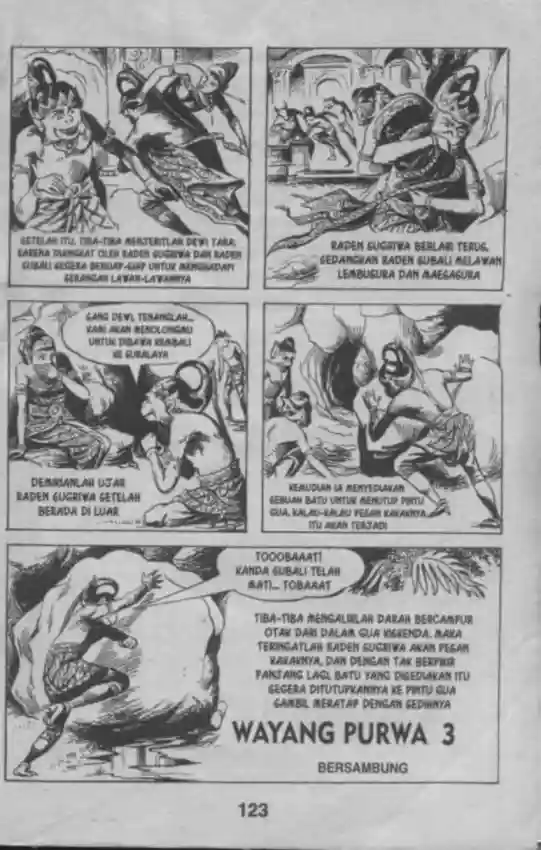 SETELAH ITU, TIBA-TIBA MENJERITLAH DEWI TARA,
KARENA DIANGKAT OLEH RADEN SUGRIWA DAN RADEN
SUBALI SEGERA BERSIAP-SIAP UNTUK MENGHADAPI
SERANGAN LAWAN-LAWANNYA
RADEN SUGRIWA BERLARI TERUS,
SEDANGKAN RADEN SUBALI MELAWAN
LEMBUSURA DAN MAESASURA
SANG DEWI, TENANGLAH...
KAMI AKAN MENOLONGMU
UNTUK DIBAWA KEMBALI
KE SURALAYA
DEMIKIANLAH UJAR
RADEN SUGRIWA SETELAH
BERADA DI LUAR
KEMUDIAN IA MENYEDIAKAN
SEBUAH BATU UNTUK MENUTUP PINTU
GUA, KALAU-KALAU PESAN KAKAKNYA
ITU AKAN TERJADI
TOOOBAAAT!
KANDA SUBALI TELAH
MATI... TOBAAAT
TIBA-TIBA MENGALIRLAH DARAH BERCAMPUR
OTAK DARI DALAM GUA KISKENDA. MAKA
TERINGATLAH RADEN SUGRIWA AKAN PESAN
KAKAKNYA, DAN DENGAN TAK BERPIKIR
PANJANG LAGI, BATU YANG DISEDIAKAN ITU
SEGERA DITUTUPKANNYA KE PINTU GUA
SAMBIL MERATAP DENGAN SEDIHNYA
WAYANG PURWA 3
BERSAMBUNG
123